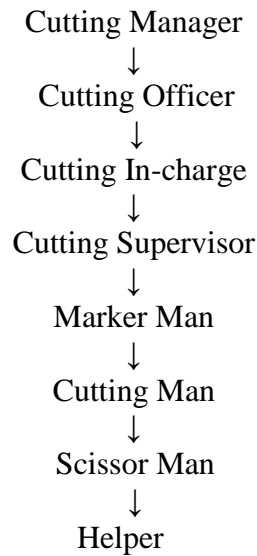 Cutting Manager
↓
Cutting Officer
↓
Cutting In-charge
↓
Cutting Supervisor
↓
Marker Man
↓
Cutting Man
↓
Scissor Man
↓
Helper